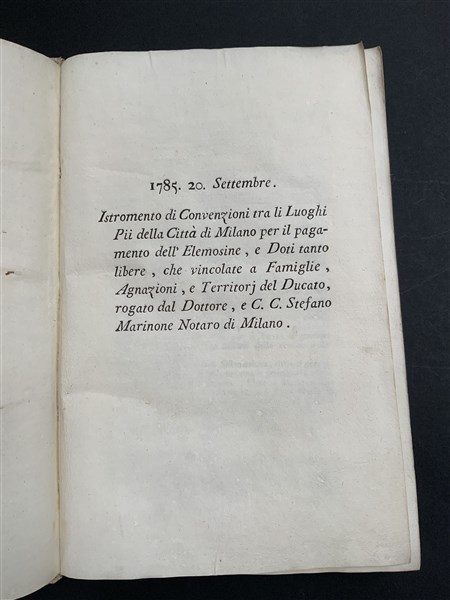 1785. 20. Settembre.
Istromento di Convenzioni tra li Luoghi
Pii della Città di Milano per il paga-
mento dell' Elemosine, e Doti tanto
libere, che vincolate a Famiglie,
Agnazioni, e Territorj del Ducato,
rogato dal Dottore, e C. C. Stefano
Marinone Notaro di Milano.